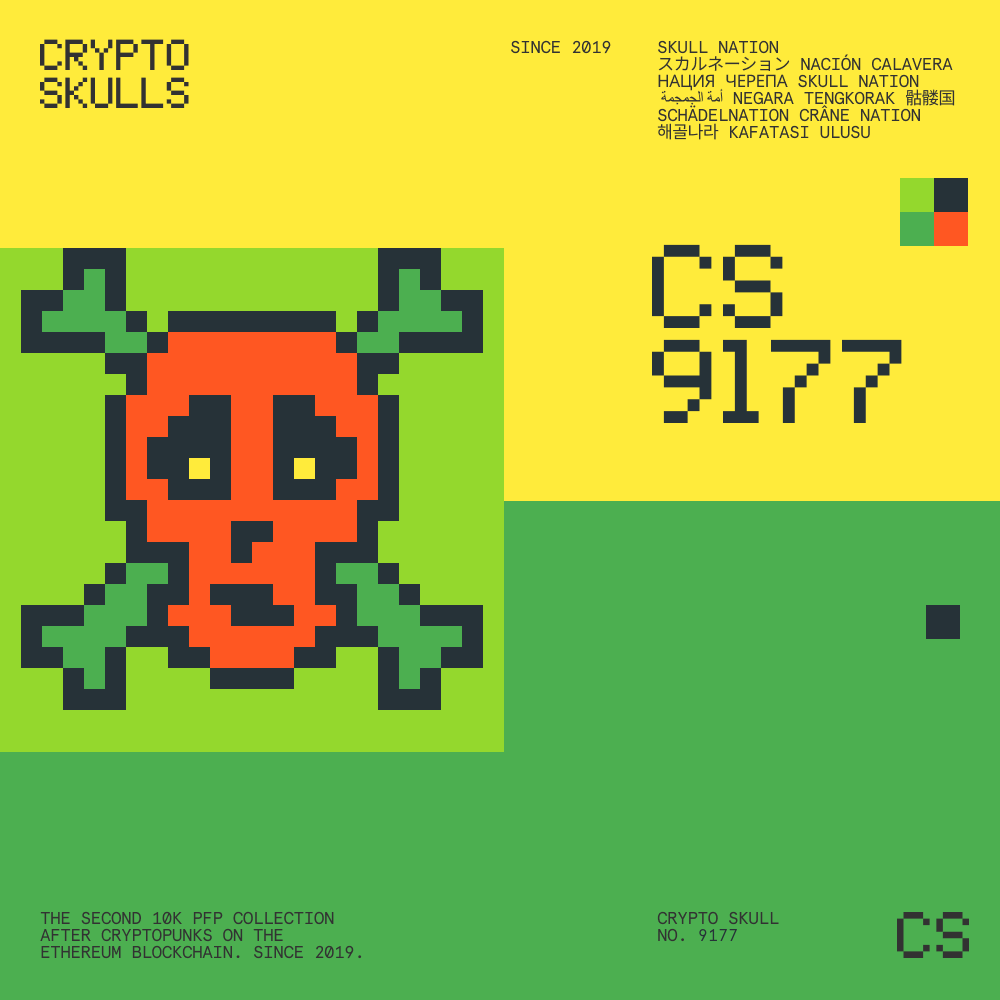 CRYPTO
SKULLS
SINCE 2019
SKULL NATION
スカルネーション NACIÓN CALAVERA
НАЦИЯ ЧЕРЕПА SKULL NATION
أمة الجمجمة NEGARA TENGKORAK 骷髅国
SCHÄDELNATION CRÂNE NATION
해골나라 KAFATASI ULUSU
CS
9177
THE SECOND 10K PFP COLLECTION
AFTER CRYPTOPUNKS ON THE
ETHEREUM BLOCKCHAIN. SINCE 2019.
CRYPTO SKULL
NO. 9177
CS